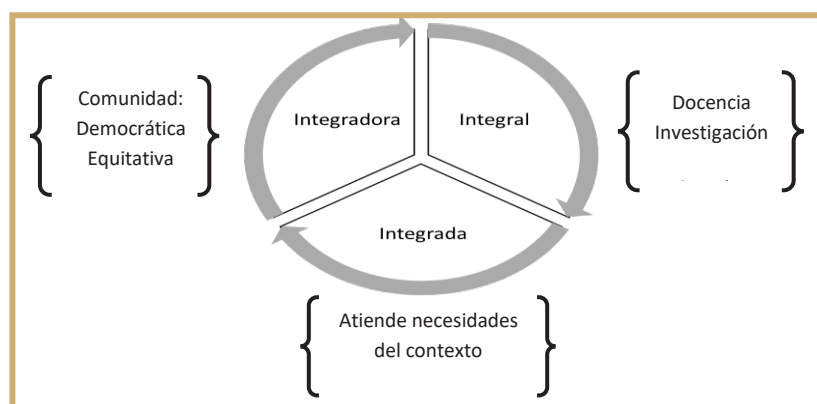 Comunidad:
Democrática
Equitativa
Integradora
Integral
Docencia
Investigación
Integrada
Atiende necesidades
del contexto